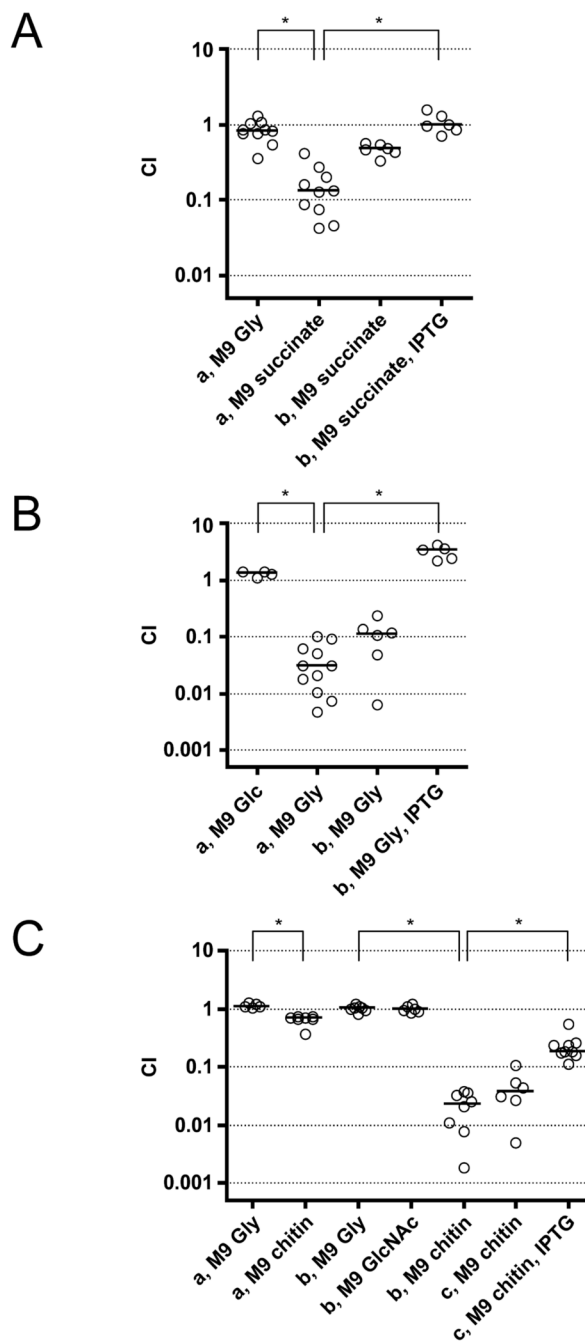 A
* *
10
1
0.1
0.01
CI
a, M9 Gly
a, M9 succinate
b, M9 succinate
b, M9 succinate, IPTG
B
* *
10
1
0.1
0.01
0.001
CI
a, M9 Glc
a, M9 Gly
b, M9 Gly
b, M9 Gly, IPTG
C
* * *
10
1
0.1
0.01
0.001
CI
a, M9 Gly
a, M9 chitin
b, M9 Gly
b, M9 GlcNAc
b, M9 chitin
c, M9 chitin
c, M9 chitin, IPTG